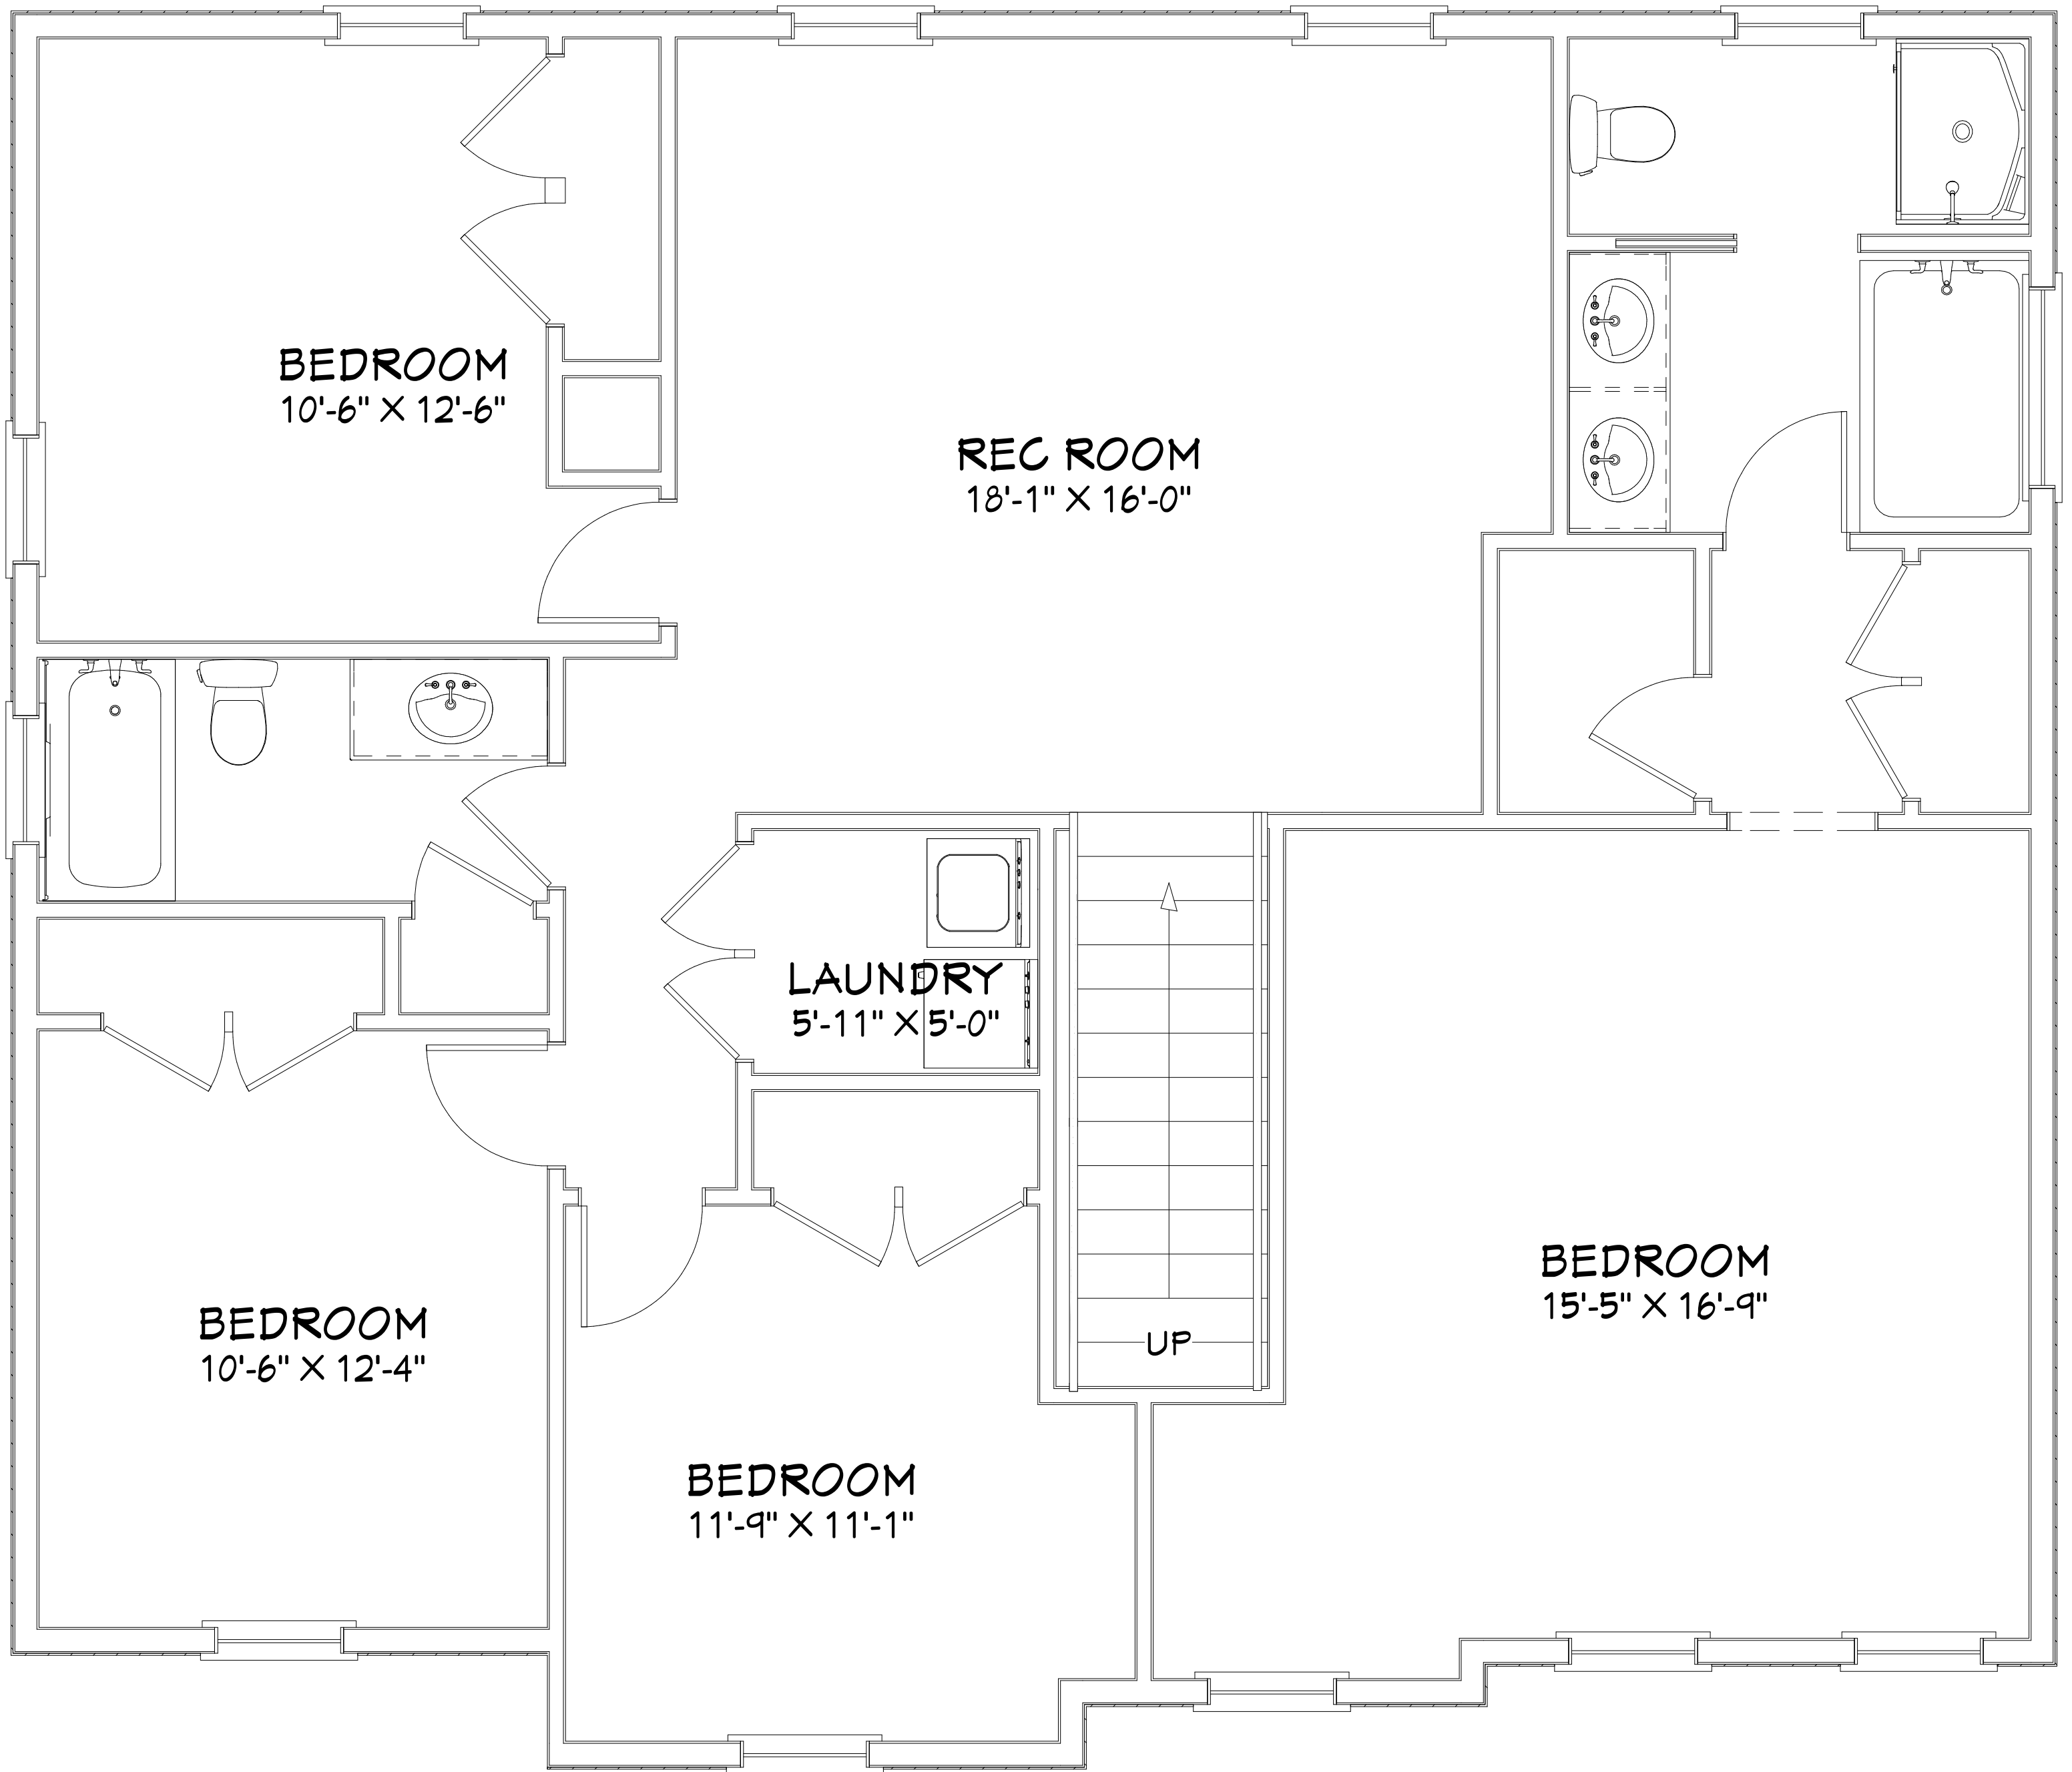 BEDROOM
10'-6" X 12'-6"
REC ROOM
18'-1" X 16'-0"
LAUNDRY
5'-11" X 5'-0"
BEDROOM
15'-5" X 16'-9"
UP
BEDROOM
10'-6" X 12'-4"
BEDROOM
11'-9" X 11'-1"